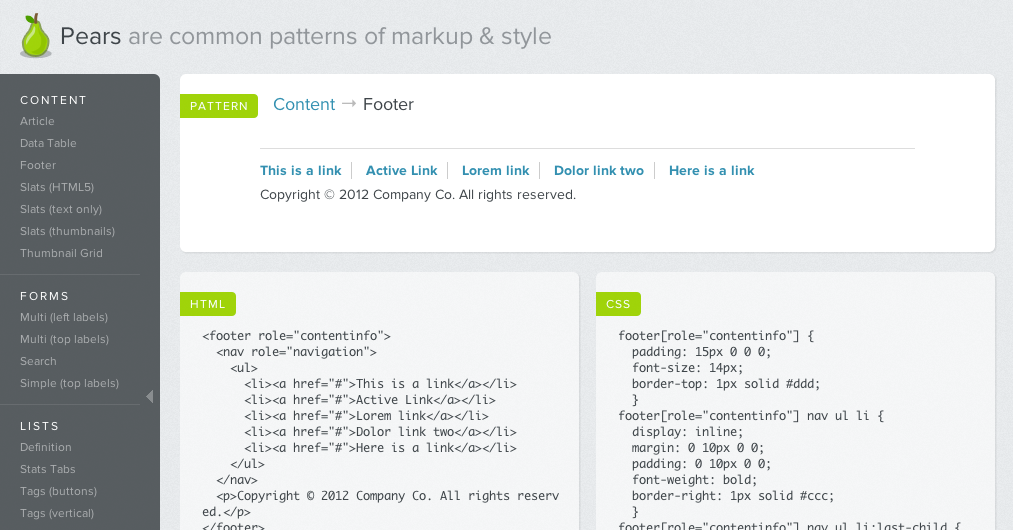 Pears are common patterns of markup & style
CONTENT
Article
Data Table
Footer
Slats (HTML5)
Slats (text only)
Slats (thumbnails)
Thumbnail Grid
FORMS
Multi (left labels)
Multi (top labels)
Search
Simple (top labels)
LISTS
Definition
Stats Tabs
Tags (buttons)
Tags (vertical)
PATTERN Content → Footer
This is a link Active Link Lorem link Dolor link two Here is a link
Copyright © 2012 Company Co. All rights reserved.
HTML
<footer role="contentinfo">
  <nav role="navigation">
    <ul>
      <li><a href="#">This is a link</a></li>
      <li><a href="#">Active Link</a></li>
      <li><a href="#">Lorem link</a></li>
      <li><a href="#">Dolor link two</a></li>
      <li><a href="#">Here is a link</a></li>
    </ul>
  </nav>
  <p>Copyright © 2012 Company Co. All rights reserv
ed.</p>
</footer>
CSS
footer[role="contentinfo"] {
  padding: 15px 0 0 0;
  font-size: 14px;
  border-top: 1px solid #ddd;
  }
footer[role="contentinfo"] nav ul li {
  display: inline;
  margin: 0 10px 0 0;
  padding: 0 10px 0 0;
  font-weight: bold;
  border-right: 1px solid #ccc;
  }
footer[role="contentinfo"] nav ul li:last-child {